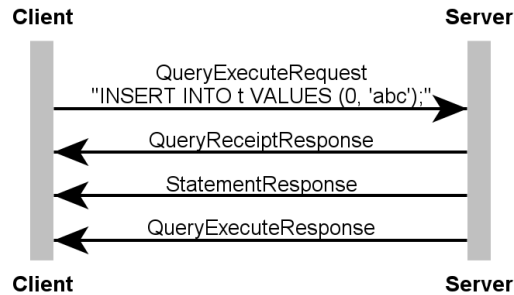 Client Server
QueryExecuteRequest
"INSERT INTO t VALUES (0, 'abc');"
QueryReceiptResponse
StatementResponse
QueryExecuteResponse
Client Server